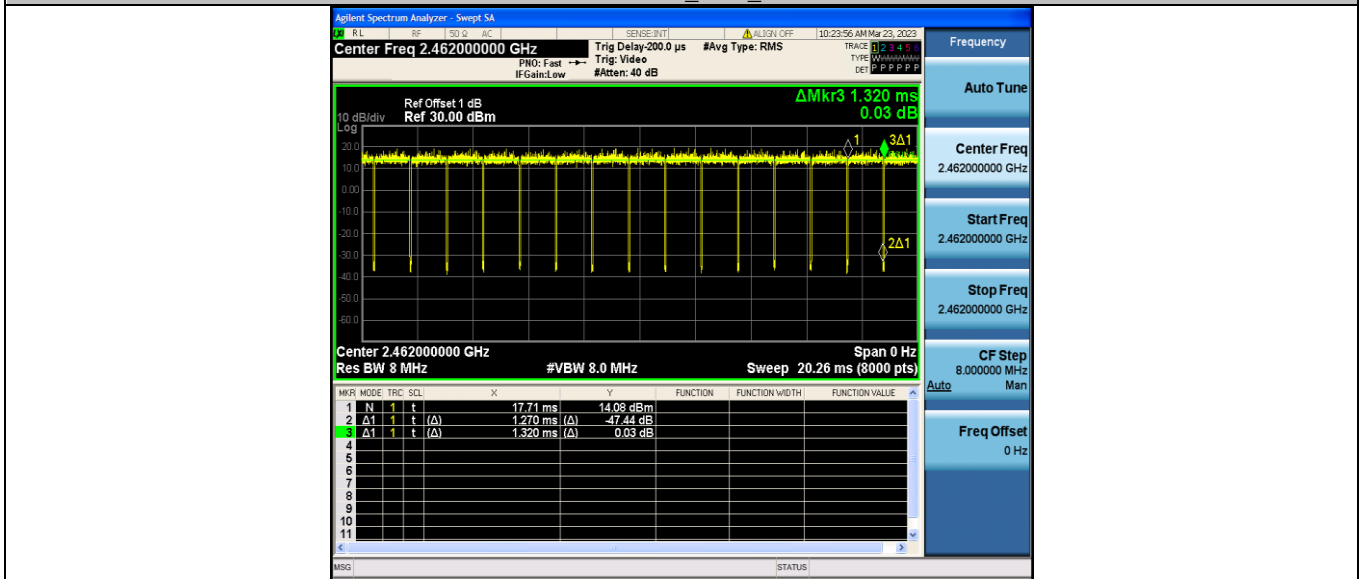 Agilent Spectrum Analyzer - Swept SA
RL RF 50 Ω AC SENSE:INT ALIGN OFF 10:23:56 AM Mar 23, 2023
Center Freq 2.462000000 GHz
PNO: Fast
IFGain:Low
Trig Delay-200.0 µs
Trig: Video
#Atten: 40 dB
#Avg Type: RMS
TRACE 1 2 3 4 5 6
TYPE W
DET P P P P P P
Frequency
Auto Tune
Center Freq
2.462000000 GHz
Start Freq
2.462000000 GHz
Stop Freq
2.462000000 GHz
CF Step
8.000000 MHz
Auto Man
Freq Offset
0 Hz
ΔMkr3 1.320 ms
0.03 dB
Ref Offset 1 dB
10 dB/div Ref 30.00 dBm
Log
20.0
10.0
0.00
-10.0
-20.0
-30.0
-40.0
-50.0
-60.0
1
3Δ1
2Δ1
Center 2.462000000 GHz Span 0 Hz
Res BW 8 MHz #VBW 8.0 MHz Sweep 20.26 ms (8000 pts)
MKR MODE TRC SCL X Y FUNCTION FUNCTION WIDTH FUNCTION VALUE
1 N 1 t 17.71 ms 14.08 dBm
2 Δ1 1 t (Δ) 1.270 ms (Δ) -47.44 dB
3 Δ1 1 t (Δ) 1.320 ms (Δ) 0.03 dB
4
5
6
7
8
9
10
11
MSG STATUS